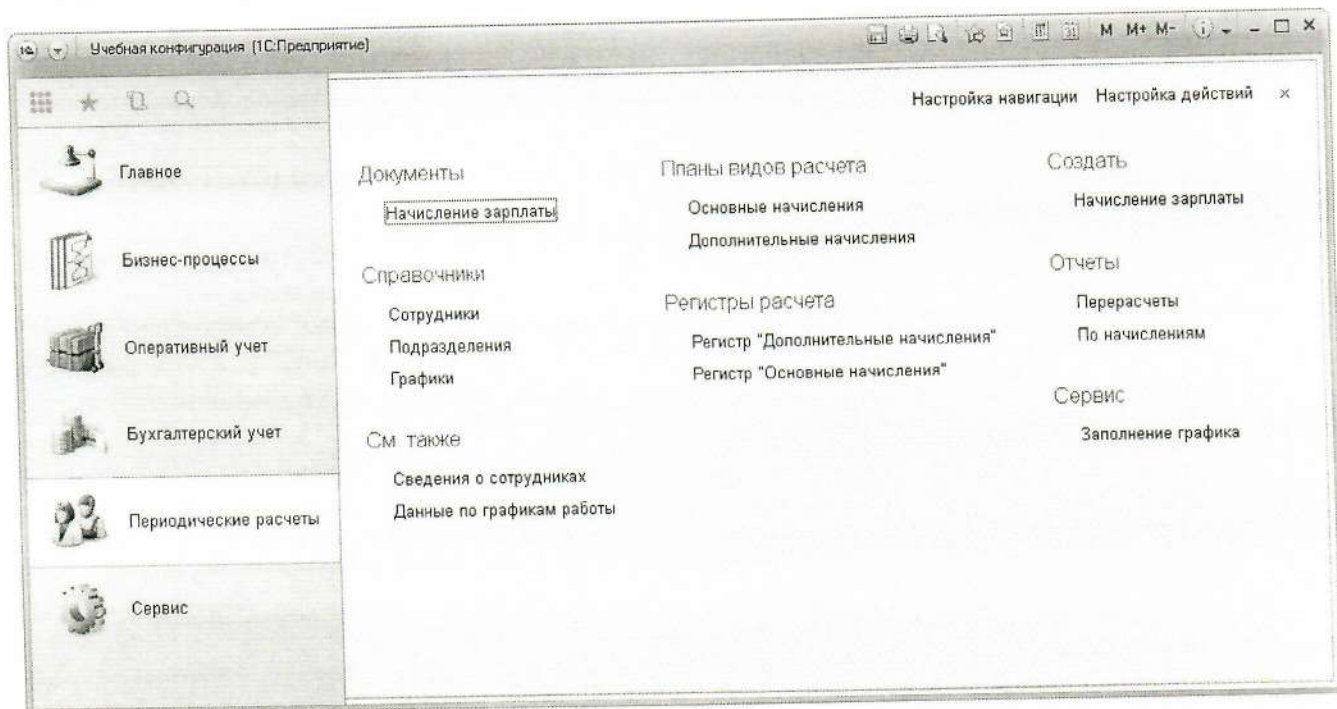 Учебная конфигурация (1С:Предприятие)
31 M M+ M-
Настройка навигации Настройка действий
Главное
Бизнес-процессы
Оперативный учет
Бухгалтерский учет
Периодические расчеты
Сервис
Документы
Начисление зарплаты
Справочники
Сотрудники
Подразделения
Графики
См. также
Сведения о сотрудниках
Данные по графикам работы
Планы видов расчета
Основные начисления
Дополнительные начисления
Регистры расчета
Регистр "Дополнительные начисления"
Регистр "Основные начисления"
Создать
Начисление зарплаты
Отчеты
Перерасчеты
По начислениям
Сервис
Заполнение графика